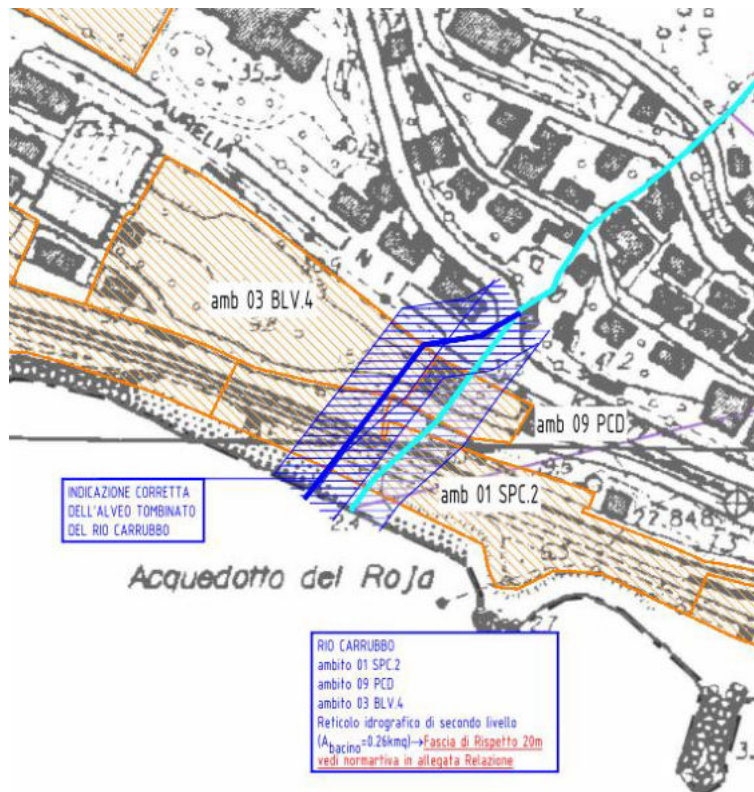 35.
AURELIA
amb 03 BLV.4
amb 09 PCD
amb 01 SPC.2
INDICAZIONE CORRETTA
DELL'ALVEO TOMBINATO
DEL RIO CARRUBBO
27.848
2.4
Acquedotto del Roja
2.7
RIO CARRUBBO
ambito 01 SPC.2
ambito 09 PCD
ambito 03 BLV.4
Reticolo idrografico di secondo livello
(Abacino=0.26kmq)→Fascia di Rispetto 20m
vedi normartiva in allegata Relazione